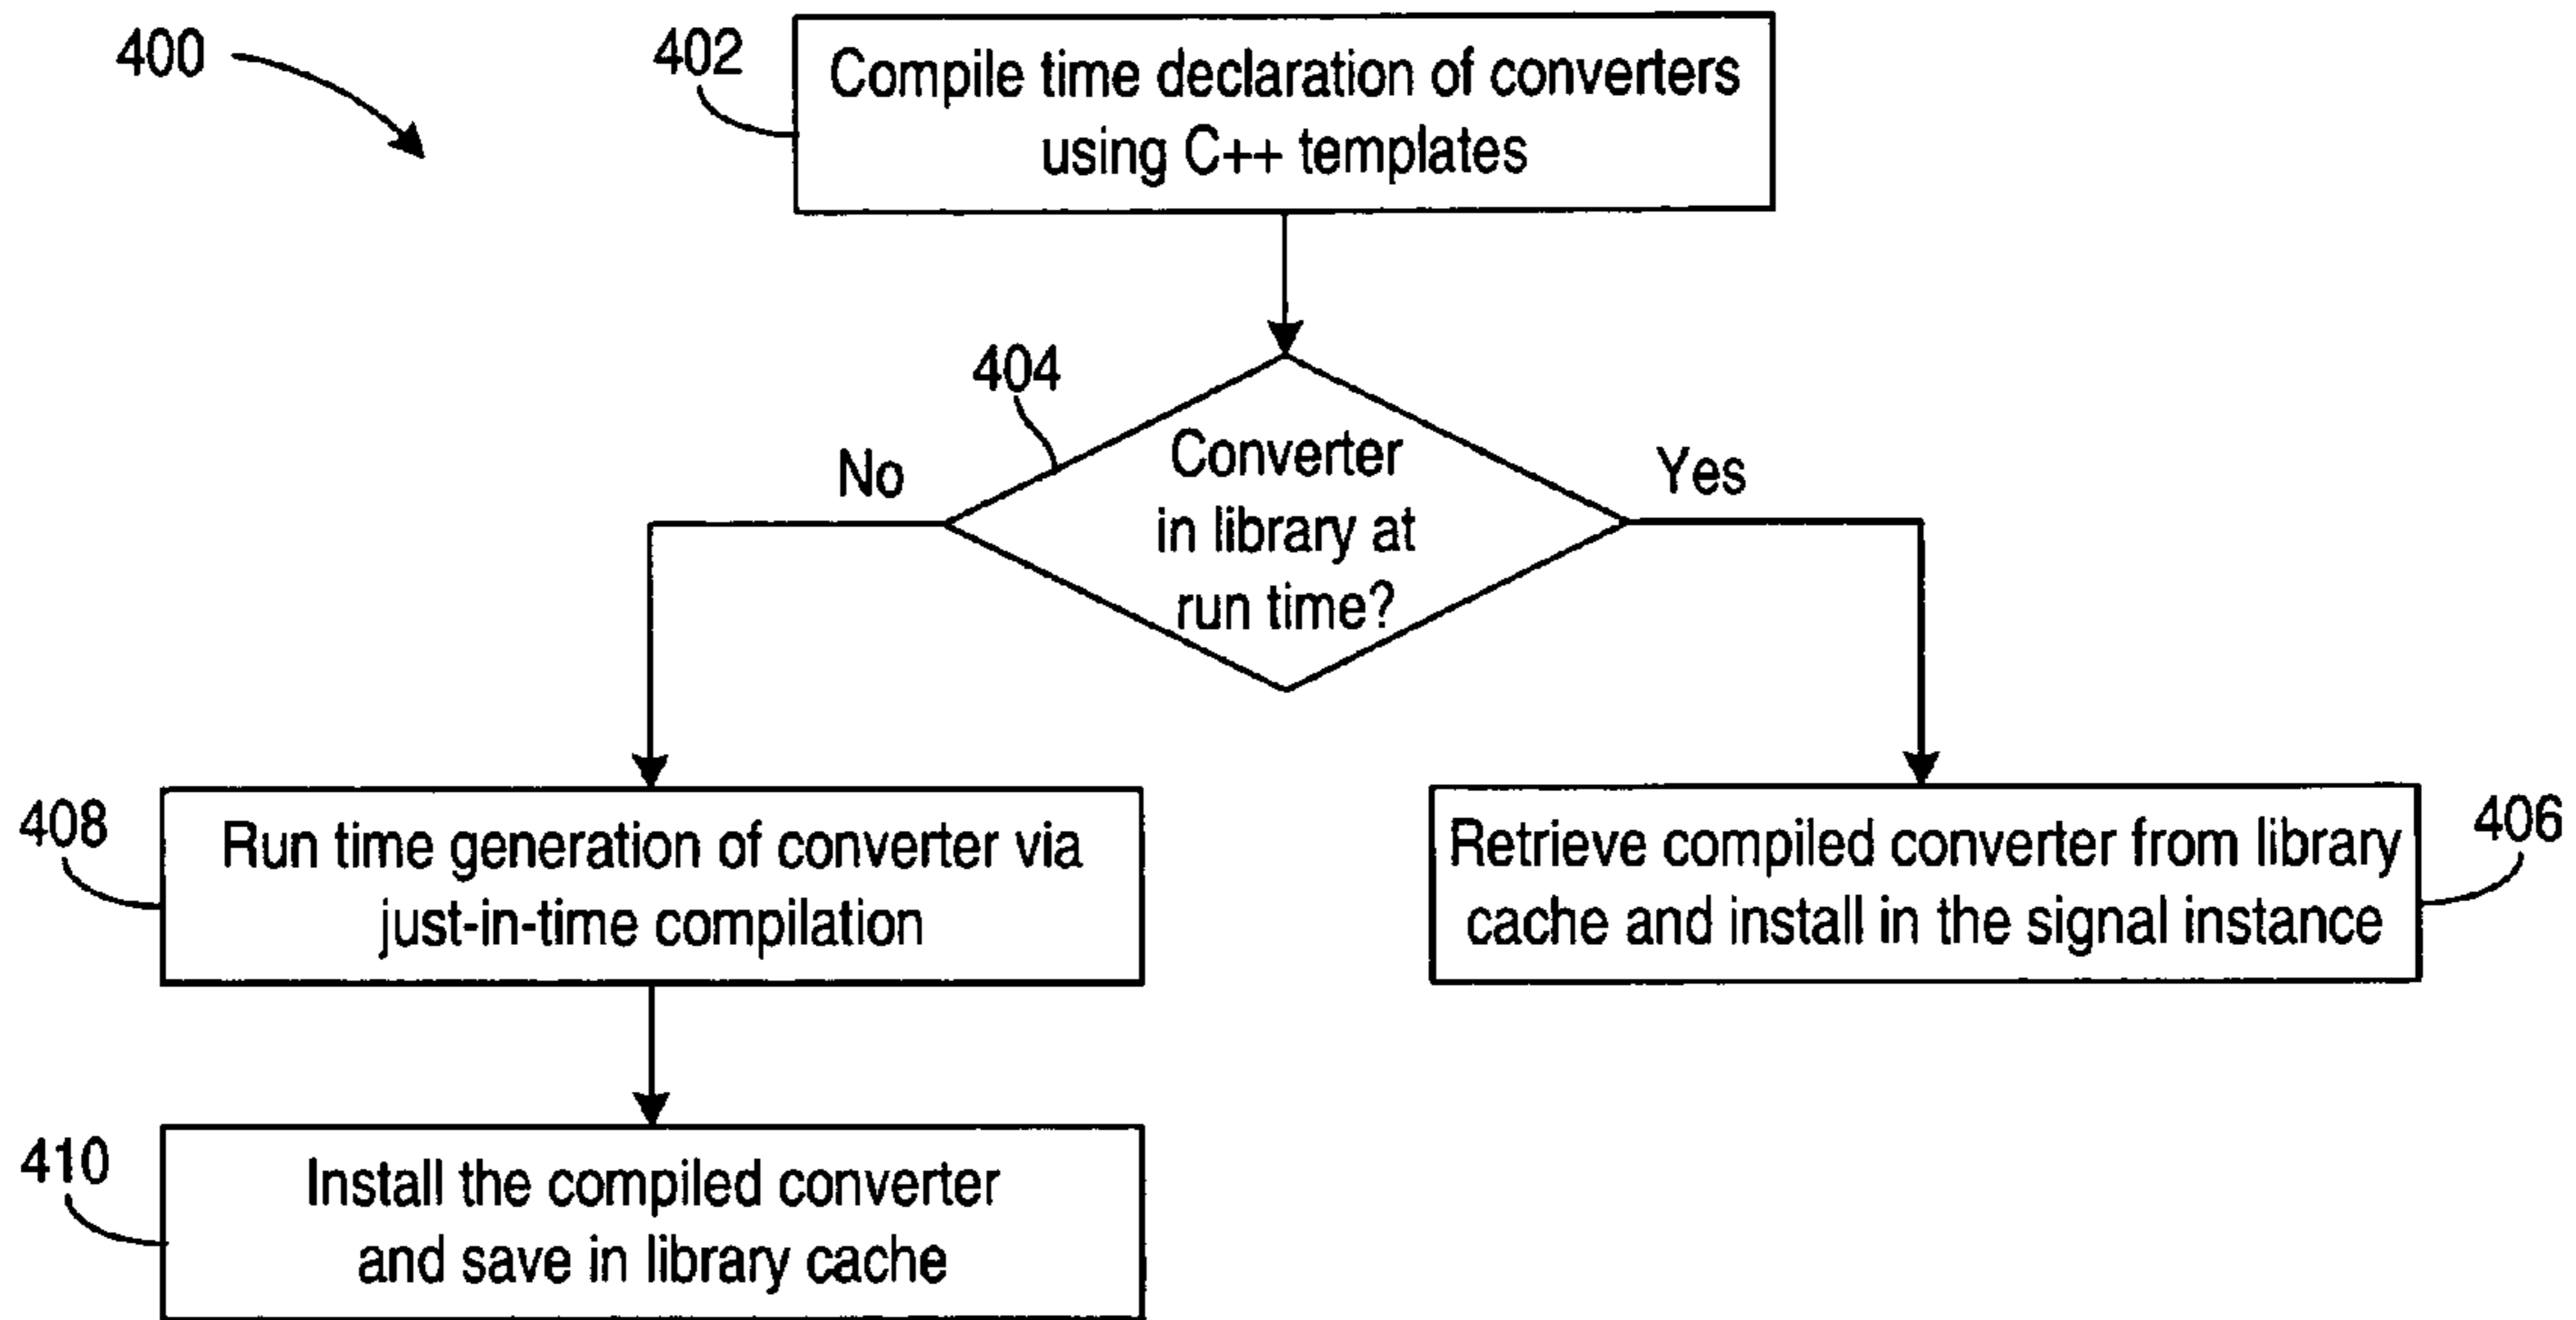 400
402
Compile time declaration of converters
using C++ templates
404
Converter
in library at
run time?
No
Yes
408
Run time generation of converter via
just-in-time compilation
Retrieve compiled converter from library
cache and install in the signal instance
406
410
Install the compiled converter
and save in library cache